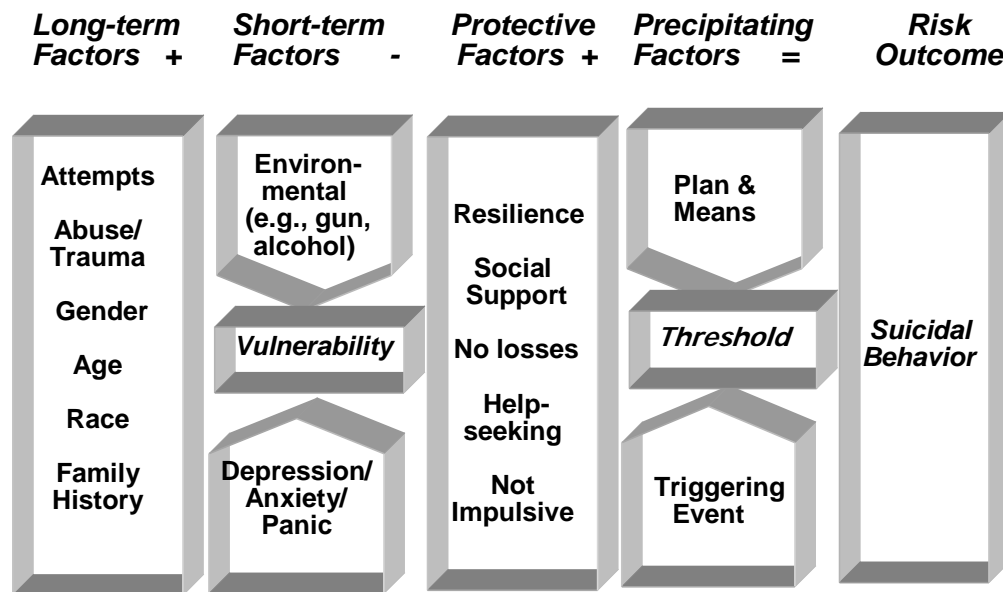 Long-term
Factors +
Short-term
Factors -
Protective
Factors +
Precipitating
Factors =
Risk
Outcome
Attempts
Abuse/
Trauma
Gender
Age
Race
Family
History
Environ-
mental
(e.g., gun,
alcohol)
Vulnerability
Depression/
Anxiety/
Panic
Resilience
Social
Support
No losses
Help-
seeking
Not
Impulsive
Plan &
Means
Threshold
Triggering
Event
Suicidal
Behavior